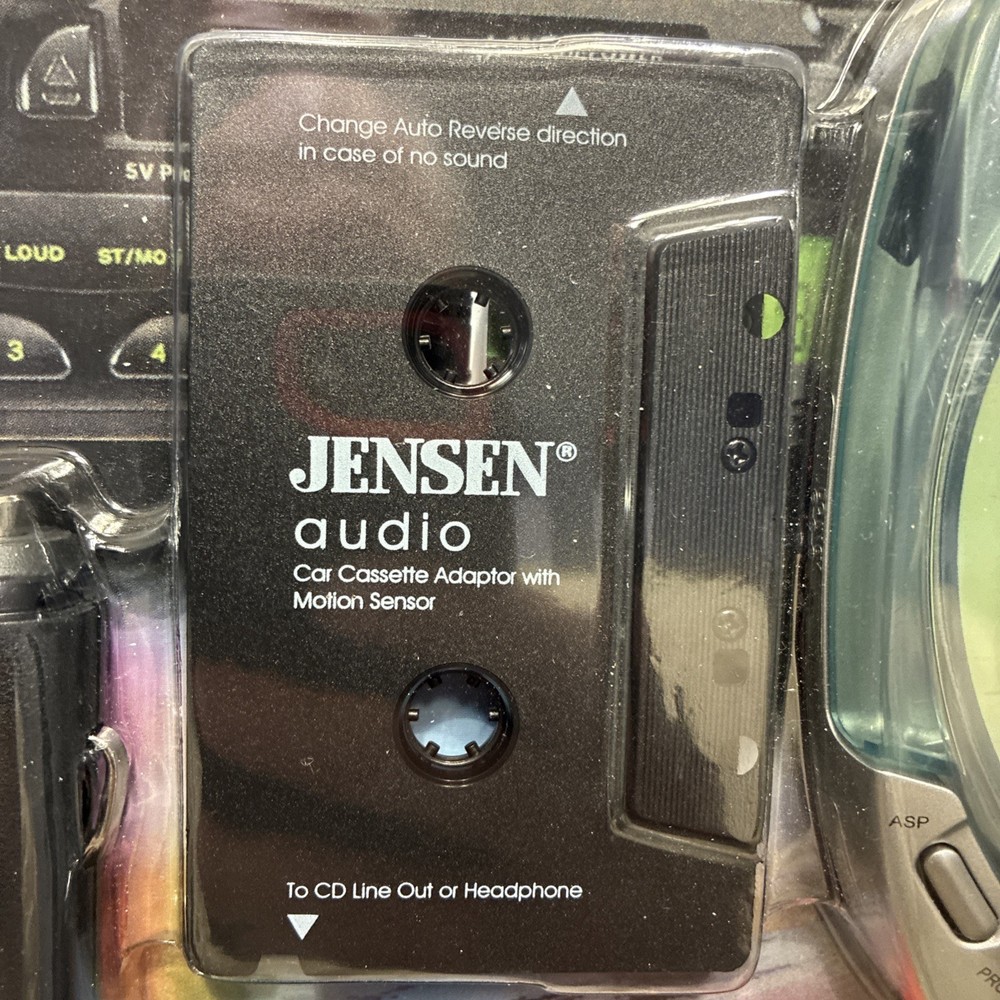 Change Auto Reverse direction
in case of no sound
SV
LOUD ST/MO
3 4
JENSEN®
audio
Car Cassette Adaptor with
Motion Sensor
ASP
To CD Line Out or Headphone